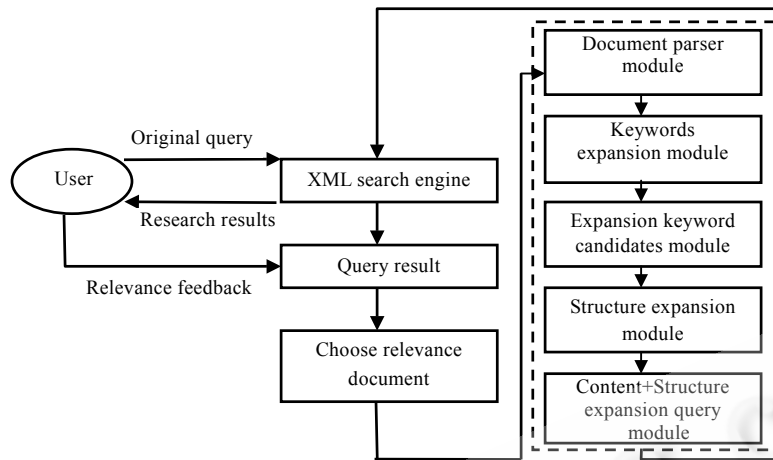 Original query
User
XML search engine
Research results
Query result
Relevance feedback
Choose relevance
document
Document parser
module
Keywords
expansion module
Expansion keyword
candidates module
Structure expansion
module
Content+Structure
expansion query
module